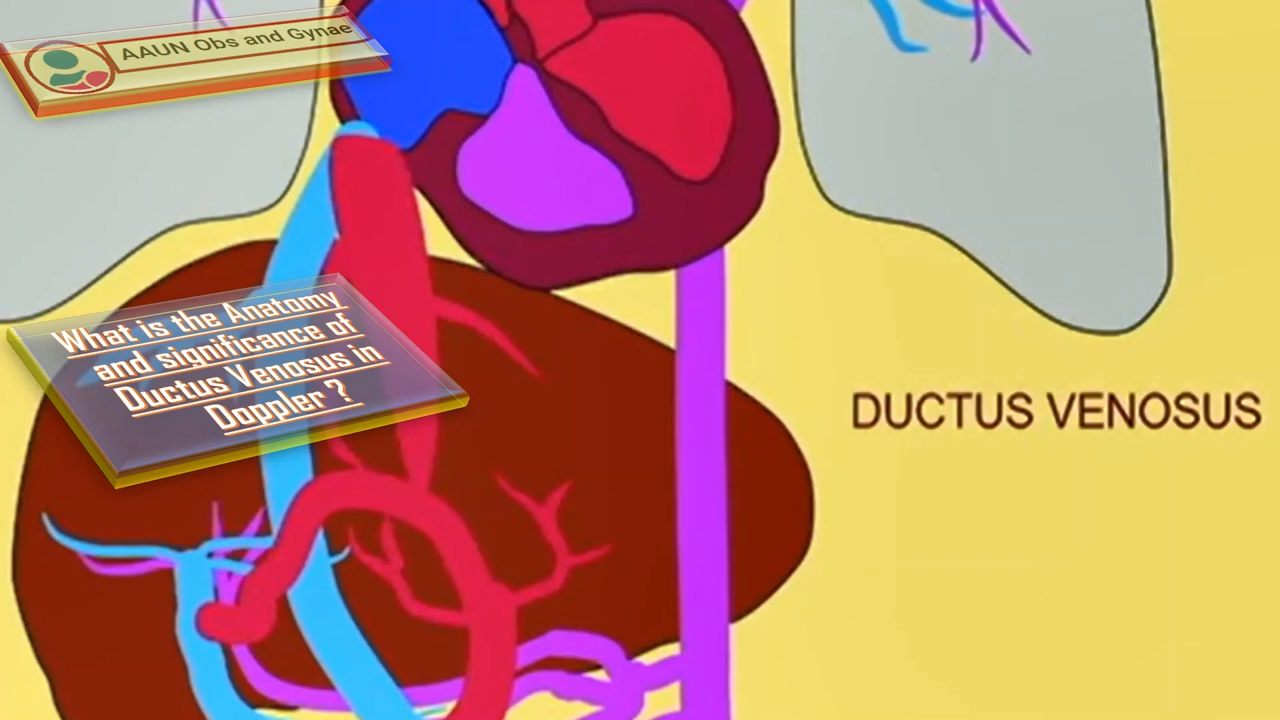 AAUN Obs and Gynae
What is the Anatomy
and significance of
Ductus Venosus in
Doppler ?
DUCTUS VENOSUS